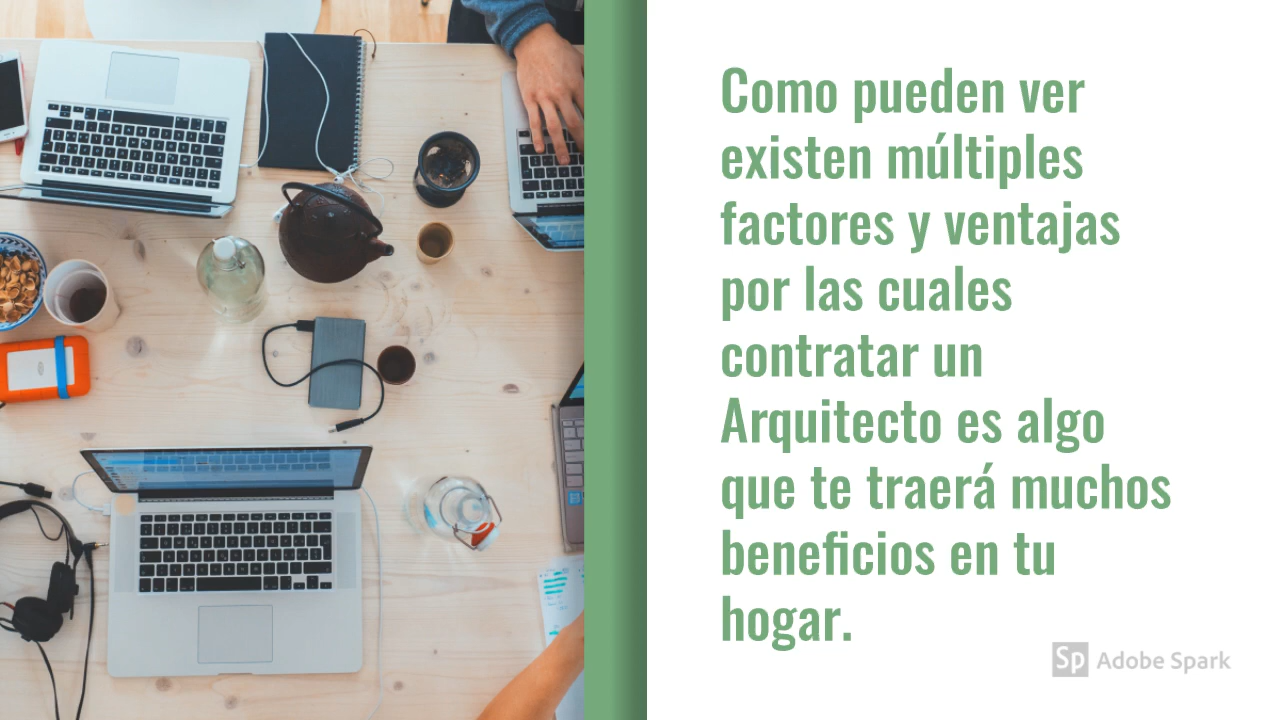 Como pueden ver
existen múltiples
factores y ventajas
por las cuales
contratar un
Arquitecto es algo
que te traerá muchos
beneficios en tu
hogar.
Sp Adobe Spark